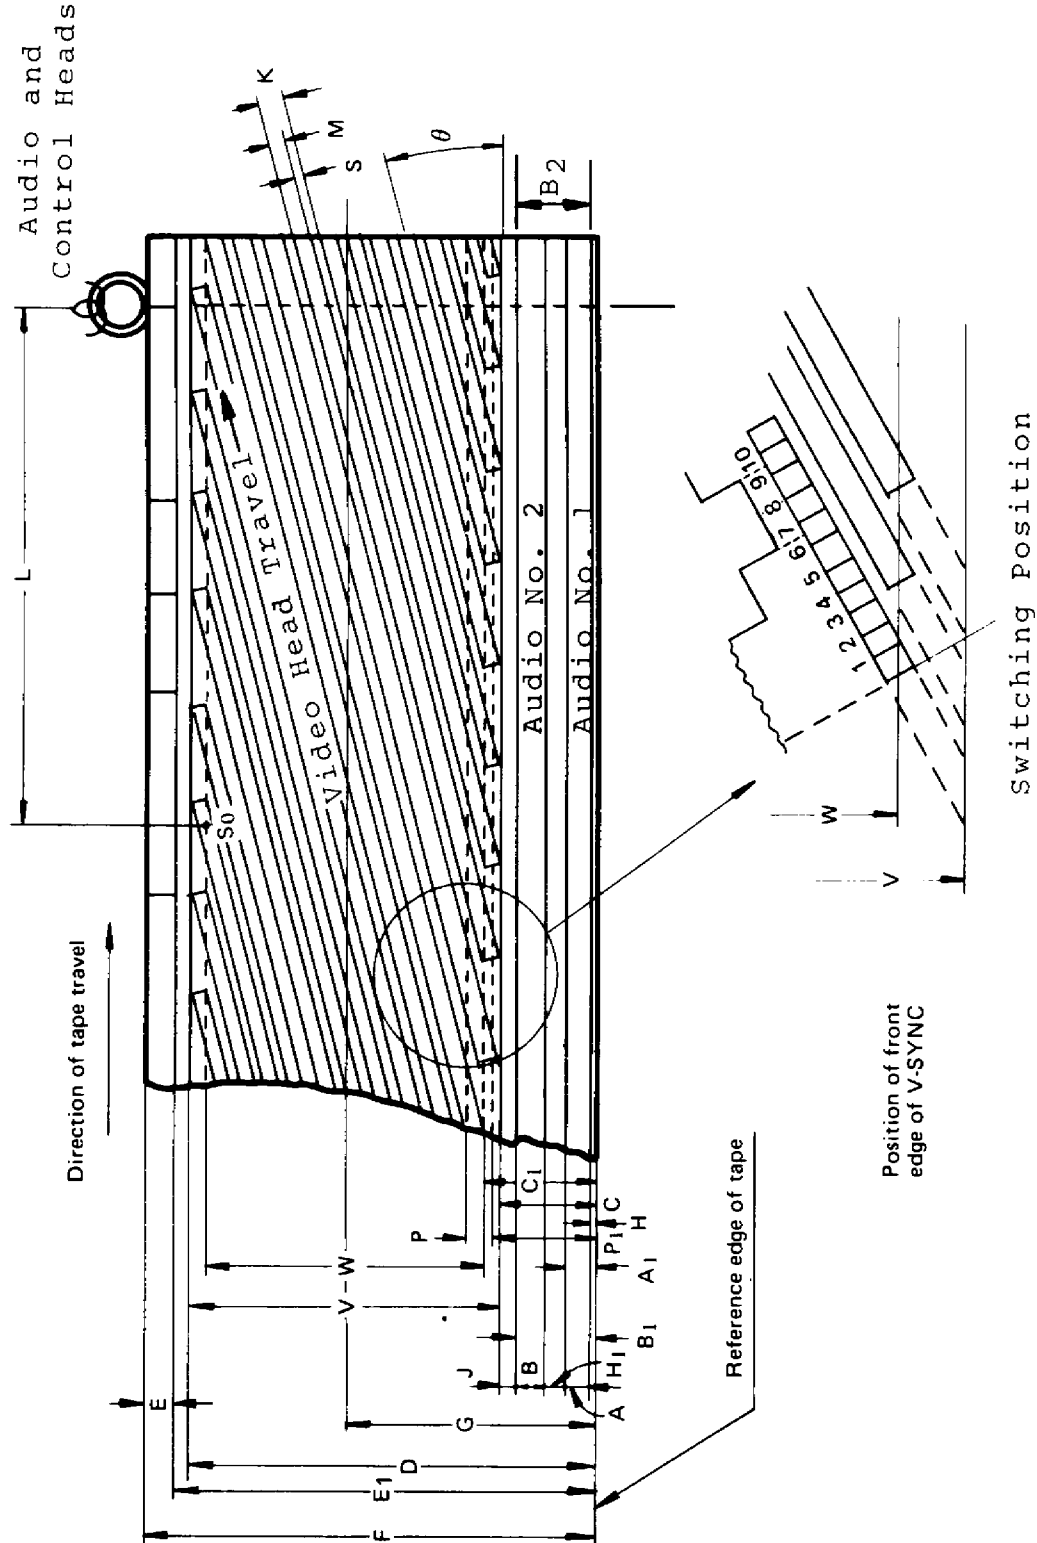 Audio and
Control Heads
L
K
M
S
θ
B2
Direction of tape travel
Video Head Travel
S0
Audio No. 2
Audio No. 1
1 2 3 4 5 6 7 8 9 10
W
V
Switching Position
Position of front
edge of V-SYNC
Reference edge of tape
F
E1
D
E
G
J
B
A
H1
B1
V
W
A1
P
P1
H
C
C1